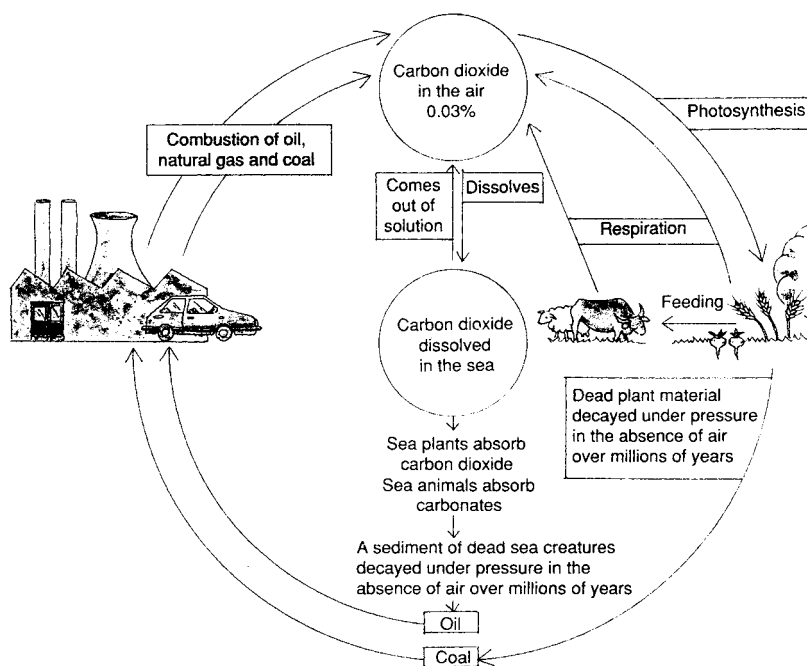 Carbon dioxide
in the air
0.03%
Photosynthesis
Combustion of oil,
natural gas and coal
Comes
out of
solution
Dissolves
Respiration
Feeding
Carbon dioxide
dissolved
in the sea
Dead plant material
decayed under pressure
in the absence of air
over millions of years
Sea plants absorb
carbon dioxide
Sea animals absorb
carbonates
A sediment of dead sea creatures
decayed under pressure in the
absence of air over millions of years
Oil
Coal